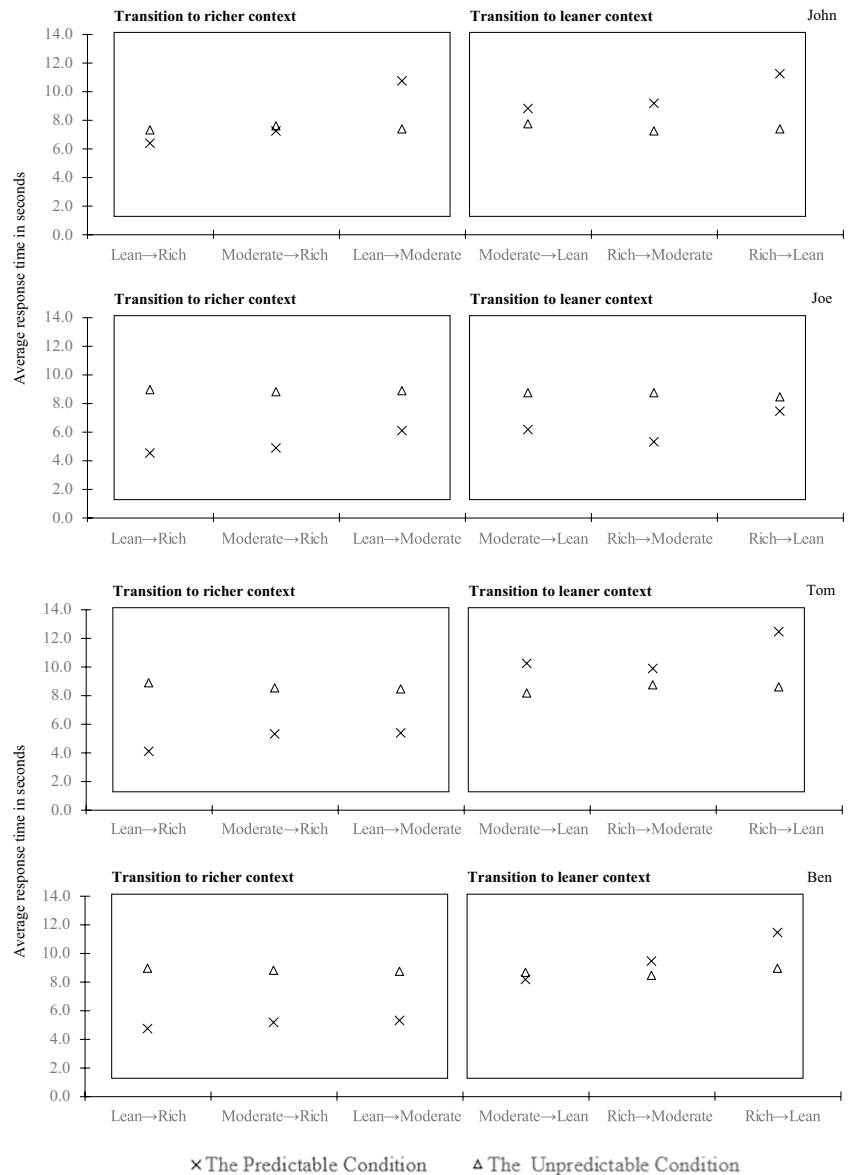 Transition to richer context Transition to leaner context John
14.0
12.0
10.0
8.0
6.0
4.0
2.0
0.0
Lean→Rich Moderate→Rich Lean→Moderate Moderate→Lean Rich→Moderate Rich→Lean
Average response time in seconds
Transition to richer context Transition to leaner context Joe
14.0
12.0
10.0
8.0
6.0
4.0
2.0
0.0
Lean→Rich Moderate→Rich Lean→Moderate Moderate→Lean Rich→Moderate Rich→Lean
Transition to richer context Transition to leaner context Tom
14.0
12.0
10.0
8.0
6.0
4.0
2.0
0.0
Lean→Rich Moderate→Rich Lean→Moderate Moderate→Lean Rich→Moderate Rich→Lean
Average response time in seconds
Transition to richer context Transition to leaner context Ben
14.0
12.0
10.0
8.0
6.0
4.0
2.0
0.0
Lean→Rich Moderate→Rich Lean→Moderate Moderate→Lean Rich→Moderate Rich→Lean
The Predictable Condition The Unpredictable Condition